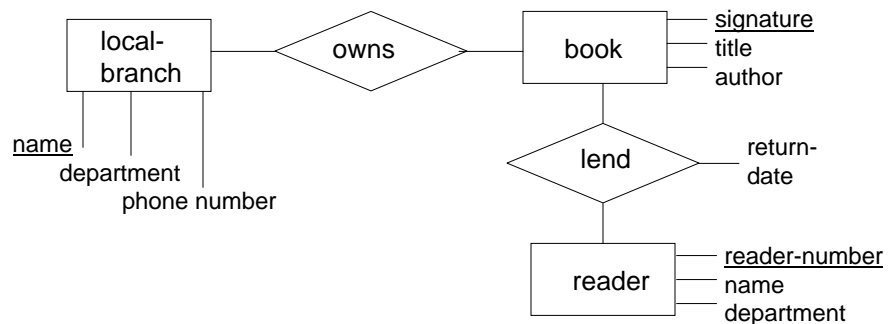 local-
branch
owns
book
signature
title
author
name
department
phone number
lend
return-
date
reader
reader-number
name
department